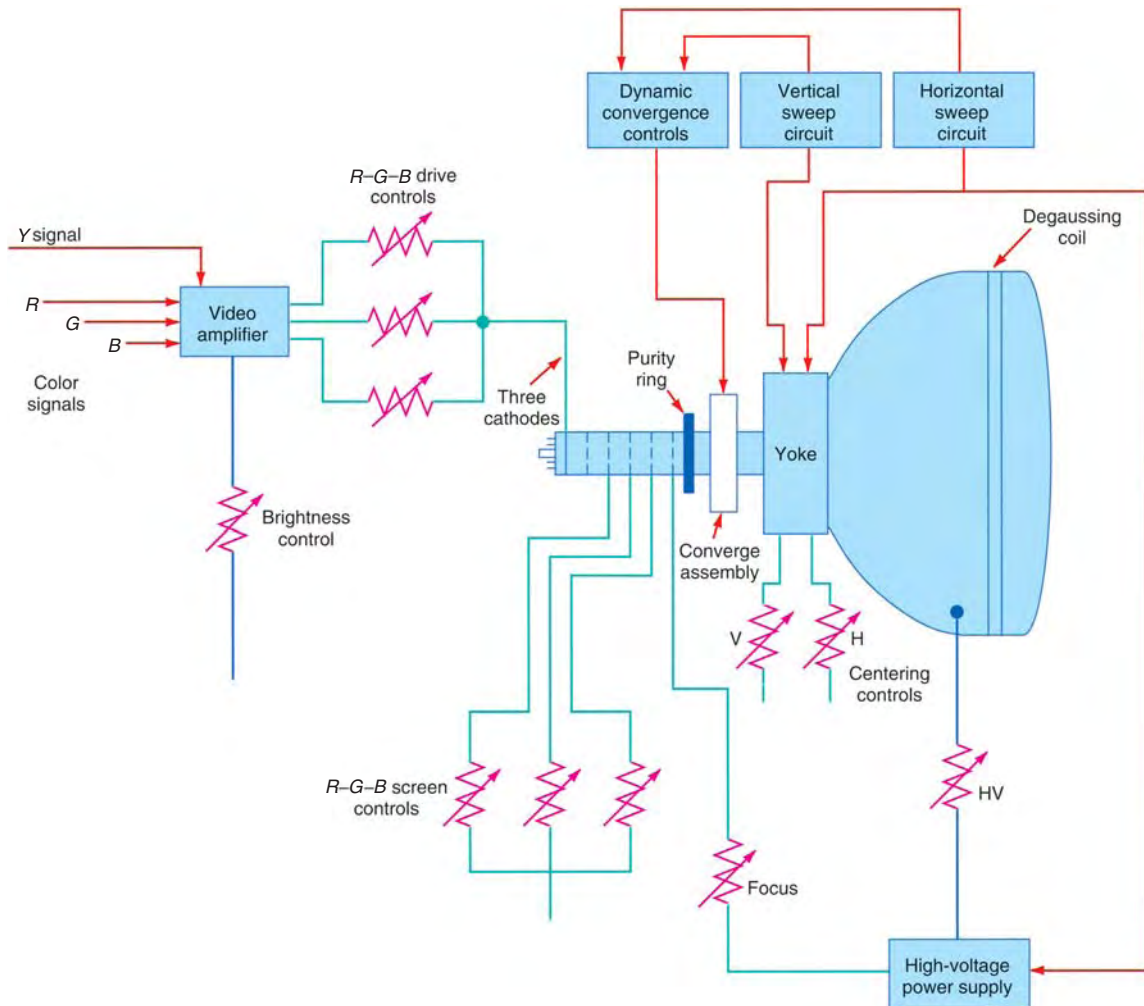 Dynamic
convergence
controls
Vertical
sweep
circuit
Horizontal
sweep
circuit
R–G–B drive
controls
Degaussing
coil
Y signal
R
G
B
Video
amplifier
Color
signals
Purity
ring
Three
cathodes
Yoke
Brightness
control
Converge
assembly
V
H
Centering
controls
R–G–B screen
controls
HV
Focus
High-voltage
power supply